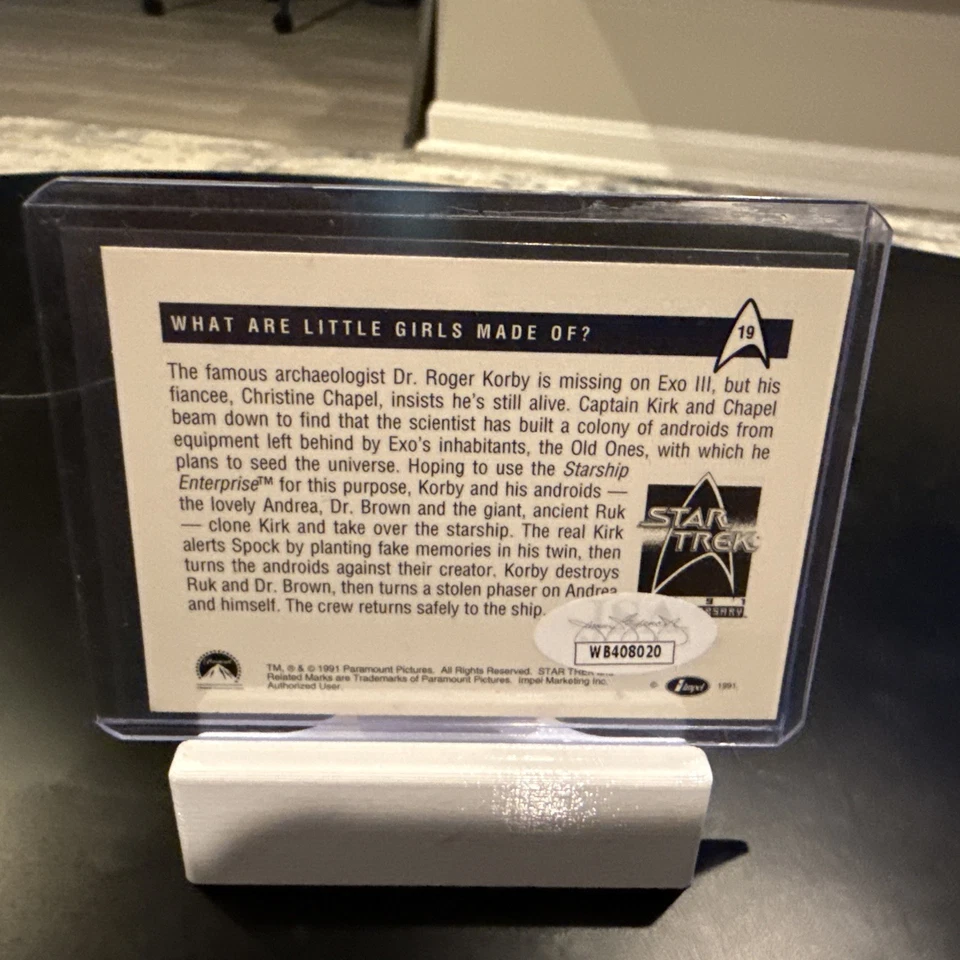 WHAT ARE LITTLE GIRLS MADE OF?
19
The famous archaeologist Dr. Roger Korby is missing on Exo III, but his
fiancee, Christine Chapel, insists he's still alive. Captain Kirk and Chapel
beam down to find that the scientist has built a colony of androids from
equipment left behind by Exo's inhabitants, the Old Ones, with which he
plans to seed the universe. Hoping to use the Starship
Enterprise™ for this purpose, Korby and his androids —
the lovely Andrea, Dr. Brown and the giant, ancient Ruk
— clone Kirk and take over the starship. The real Kirk
alerts Spock by planting fake memories in his twin, then
turns the androids against their creator. Korby destroys
Ruk and Dr. Brown, then turns a stolen phaser on Andrea
and himself. The crew returns safely to the ship.
STAR
TREK
JSA
WB408020
Paramount
TM, ® & © 1991 Paramount Pictures. All Rights Reserved. STAR TREK and
Related Marks are Trademarks of Paramount Pictures. Impel Marketing Inc.
Authorized User.
© Impel 1991